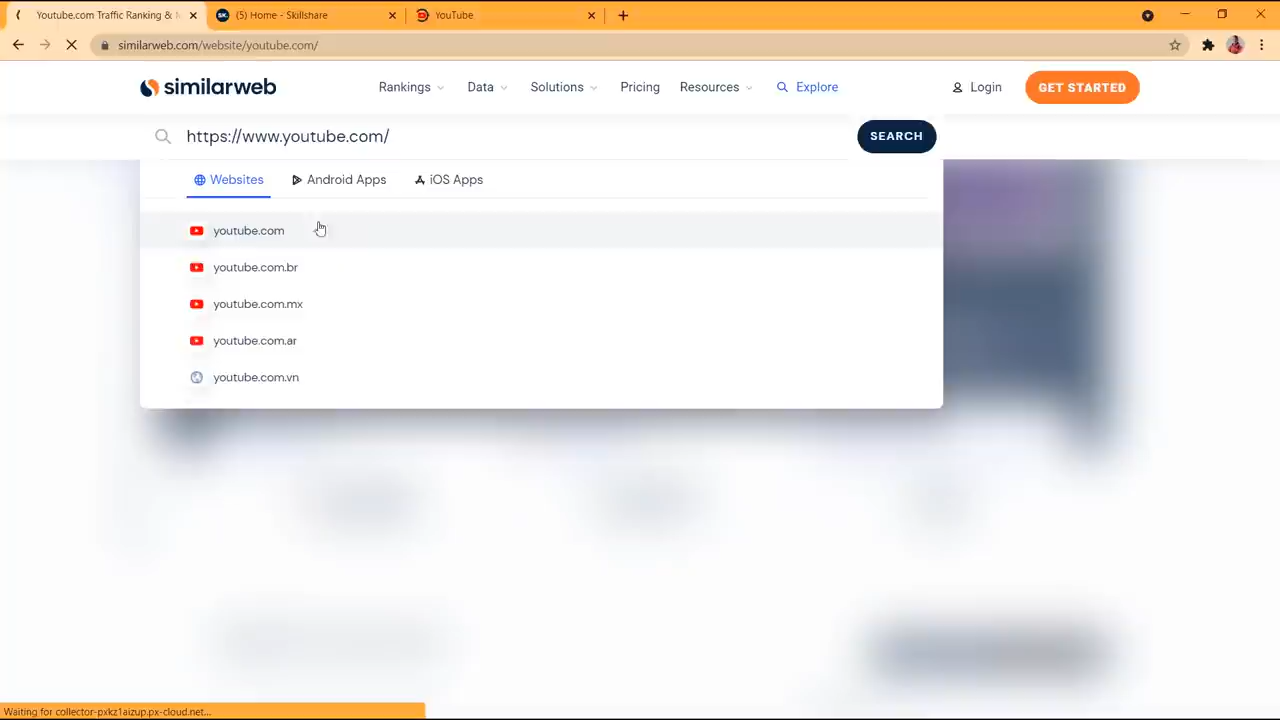 Youtube.com Traffic Ranking &
(5) Home - Skillshare
YouTube
similarweb.com/website/youtube.com/
similarweb
Rankings
Data
Solutions
Pricing
Resources
Explore
Login
GET STARTED
https://www.youtube.com/
SEARCH
Websites
Android Apps
iOS Apps
youtube.com
youtube.com.br
youtube.com.mx
youtube.com.ar
youtube.com.vn
Waiting for collector-pxkz1aizup.px-cloud.net...